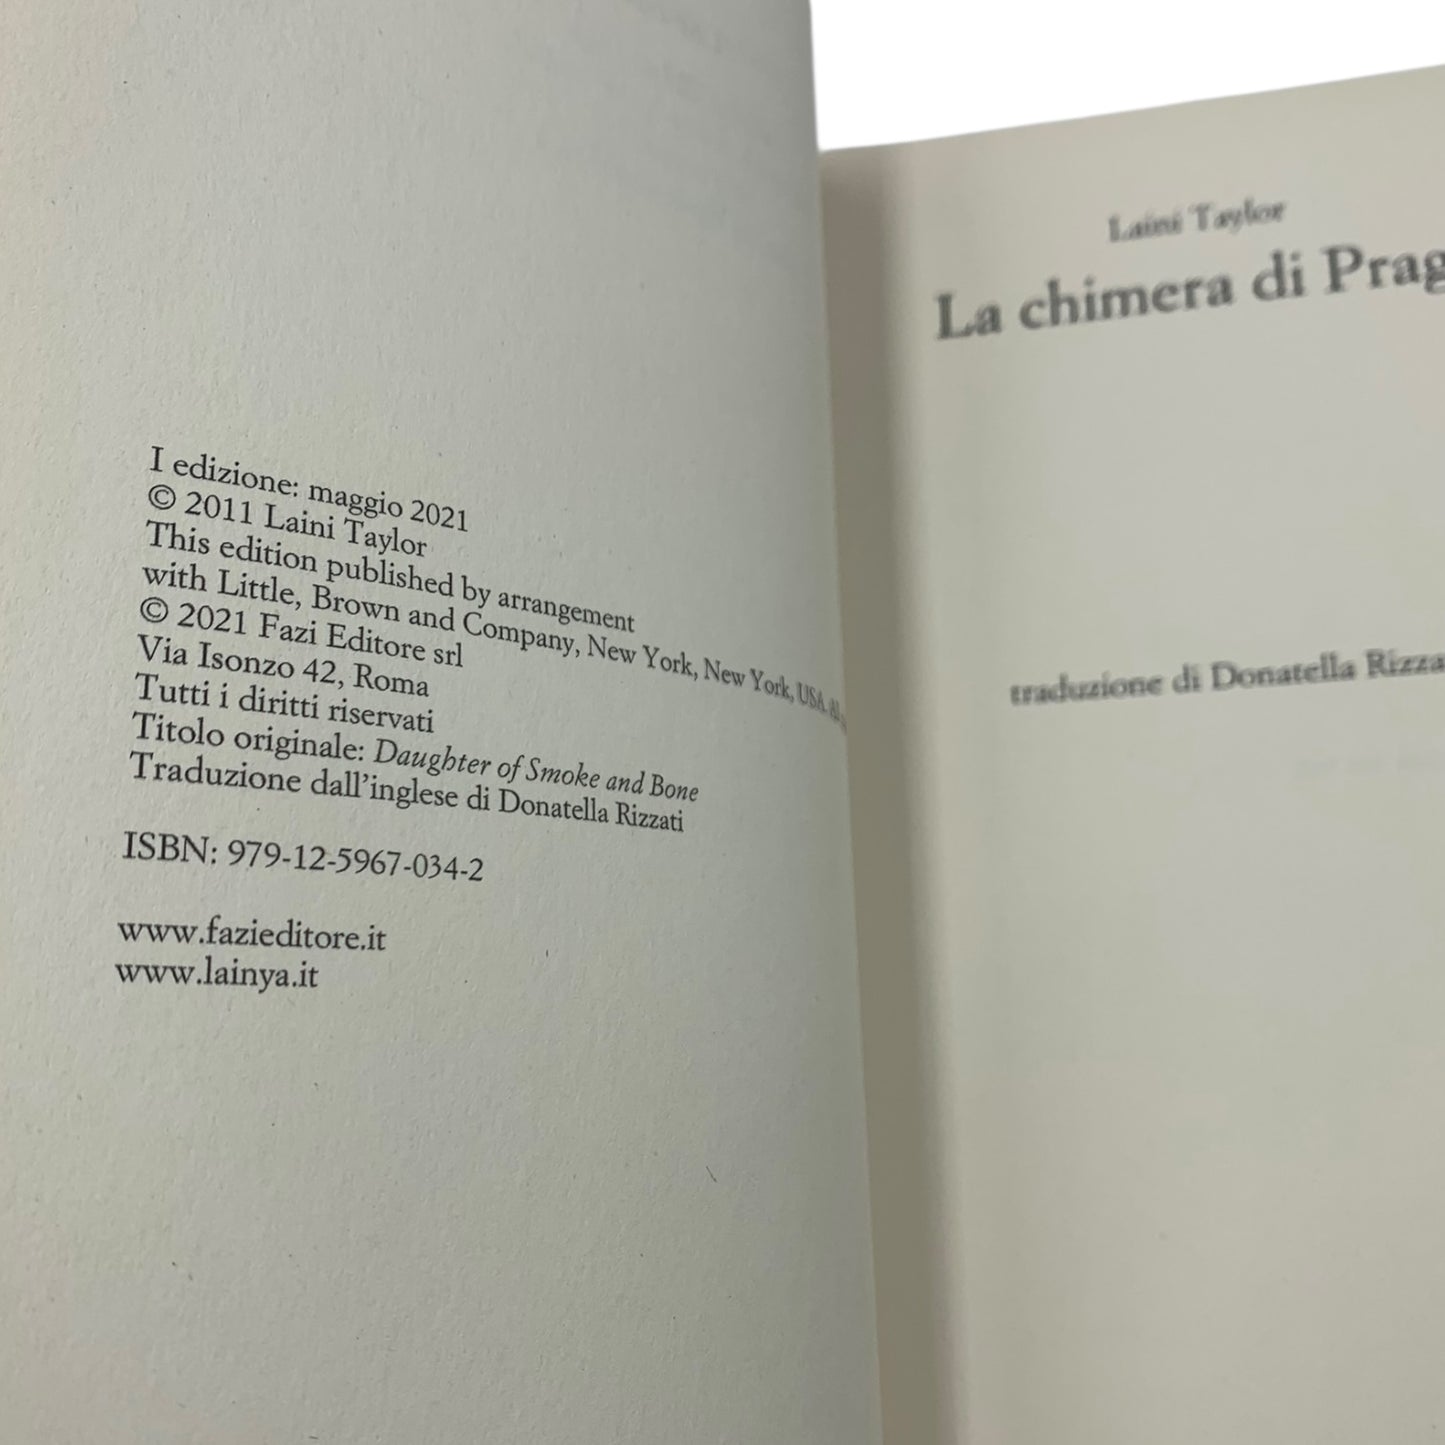 I edizione: maggio 2021
© 2011 Laini Taylor
This edition published by arrangement
with Little, Brown and Company, New York, New York, USA. All
© 2021 Fazi Editore srl
Via Isonzo 42, Roma
Tutti i diritti riservati
Titolo originale: Daughter of Smoke and Bone
Traduzione dall'inglese di Donatella Rizzati
ISBN: 979-12-5967-034-2
www.fazieditore.it
www.lainya.it
Laini Taylor
La chimera di Prag
traduzione di Donatella Rizza